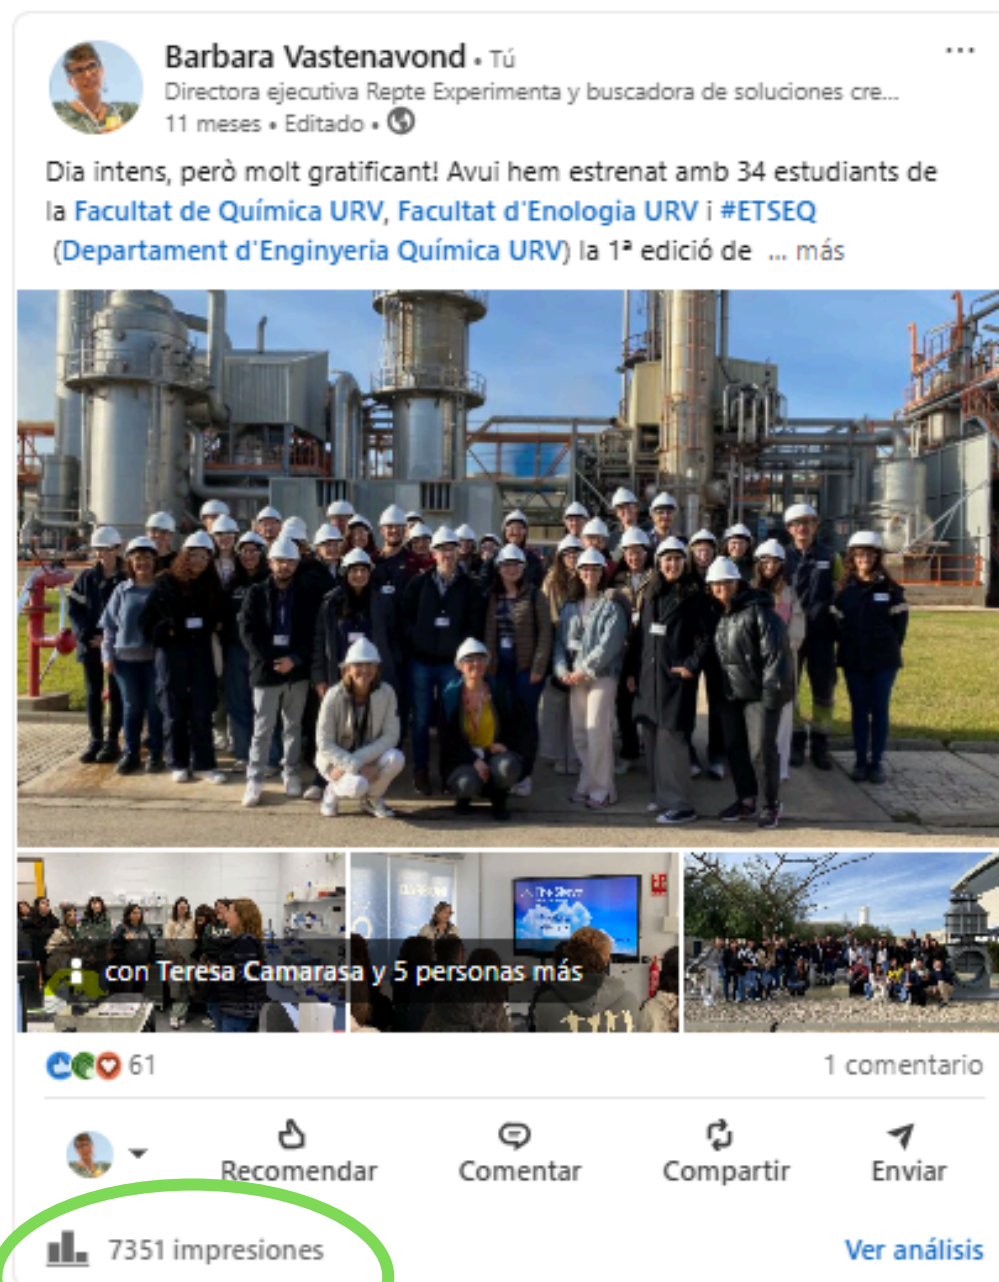 Barbara Vastenavond • Tú
Directora ejecutiva Repte Experimenta y buscadora de soluciones cre...
11 meses • Editado •
Dia intens, però molt gratificant! Avui hem estrenat amb 34 estudiants de
la Facultat de Química URV, Facultat d'Enologia URV i #ETSEQ
(Departament d'Enginyeria Química URV) la 1ª edició de ... más
con Teresa Camarasa y 5 personas más
61
1 comentario
Recomendar
Comentar
Compartir
Enviar
7351 impresiones
Ver análisis